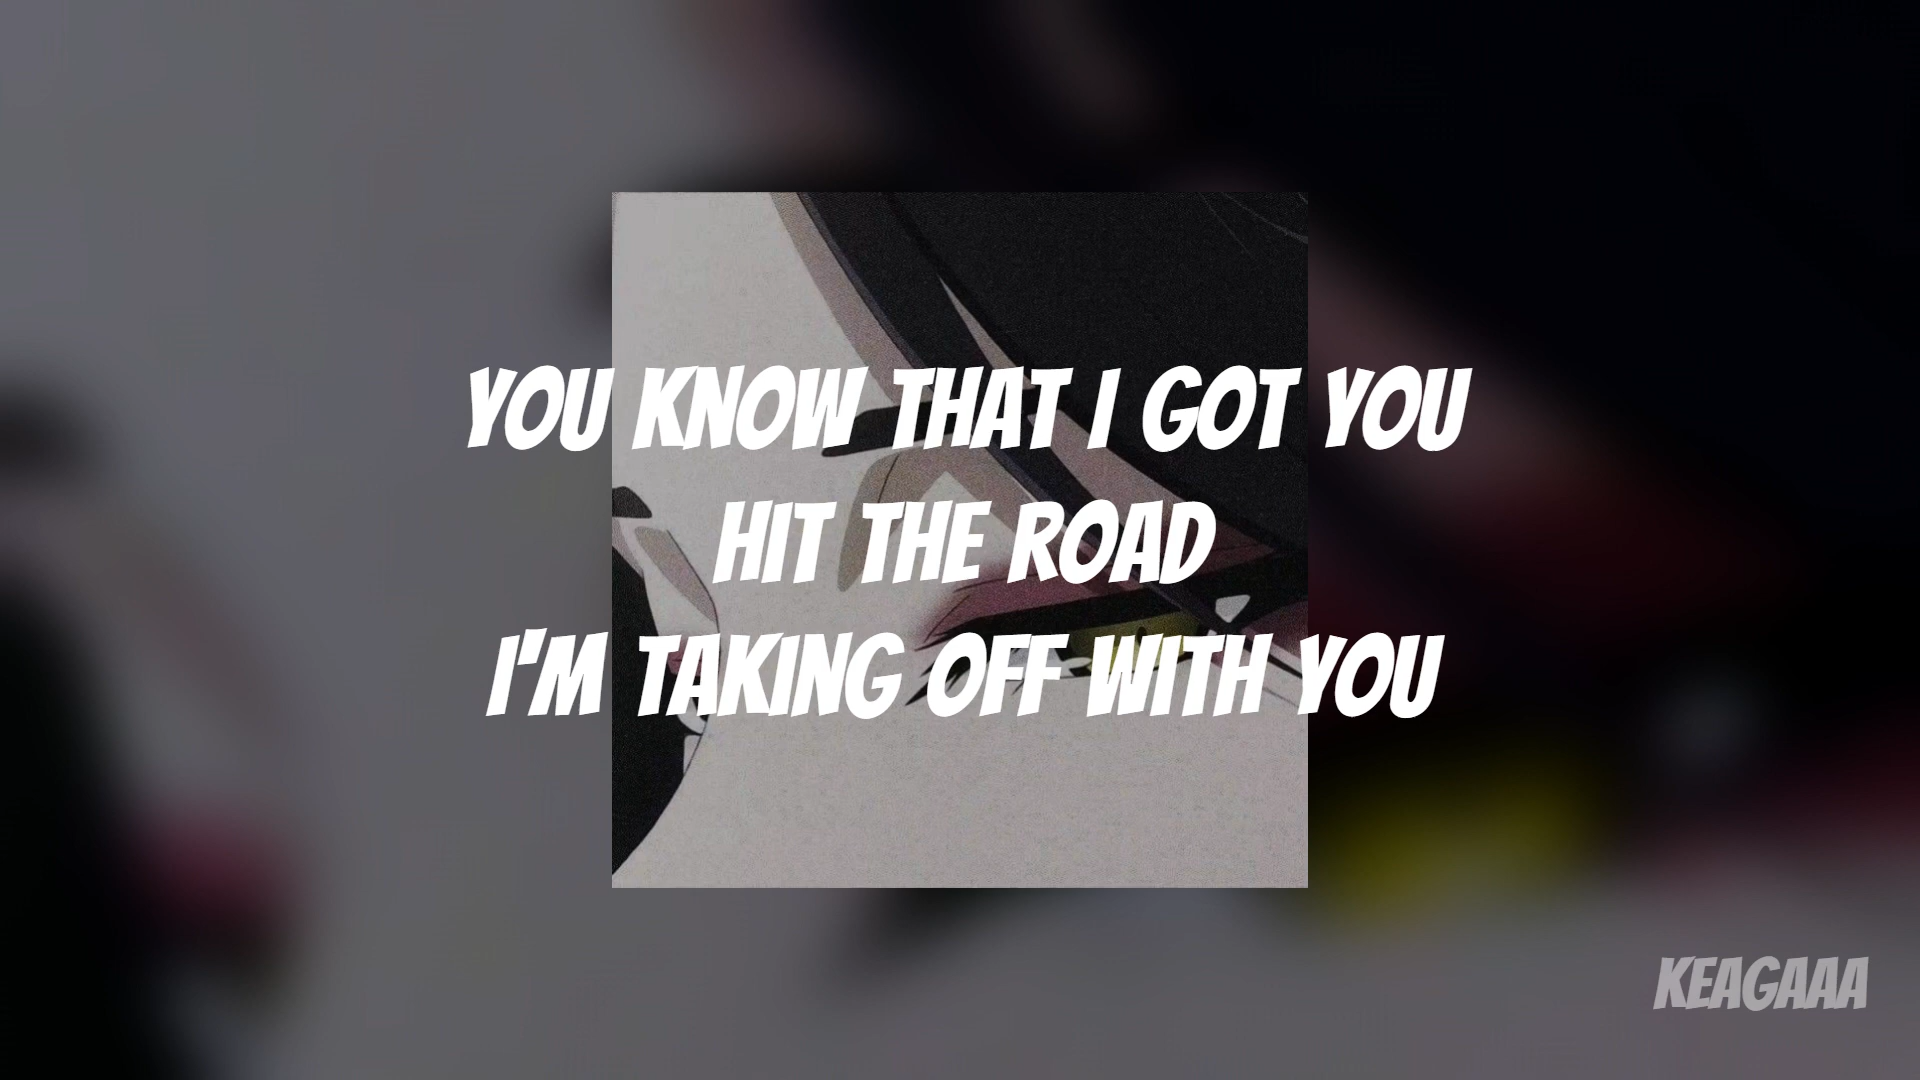 YOU KNOW THAT I GOT YOU
HIT THE ROAD
I'M TAKING OFF WITH YOU
KEAGAAA